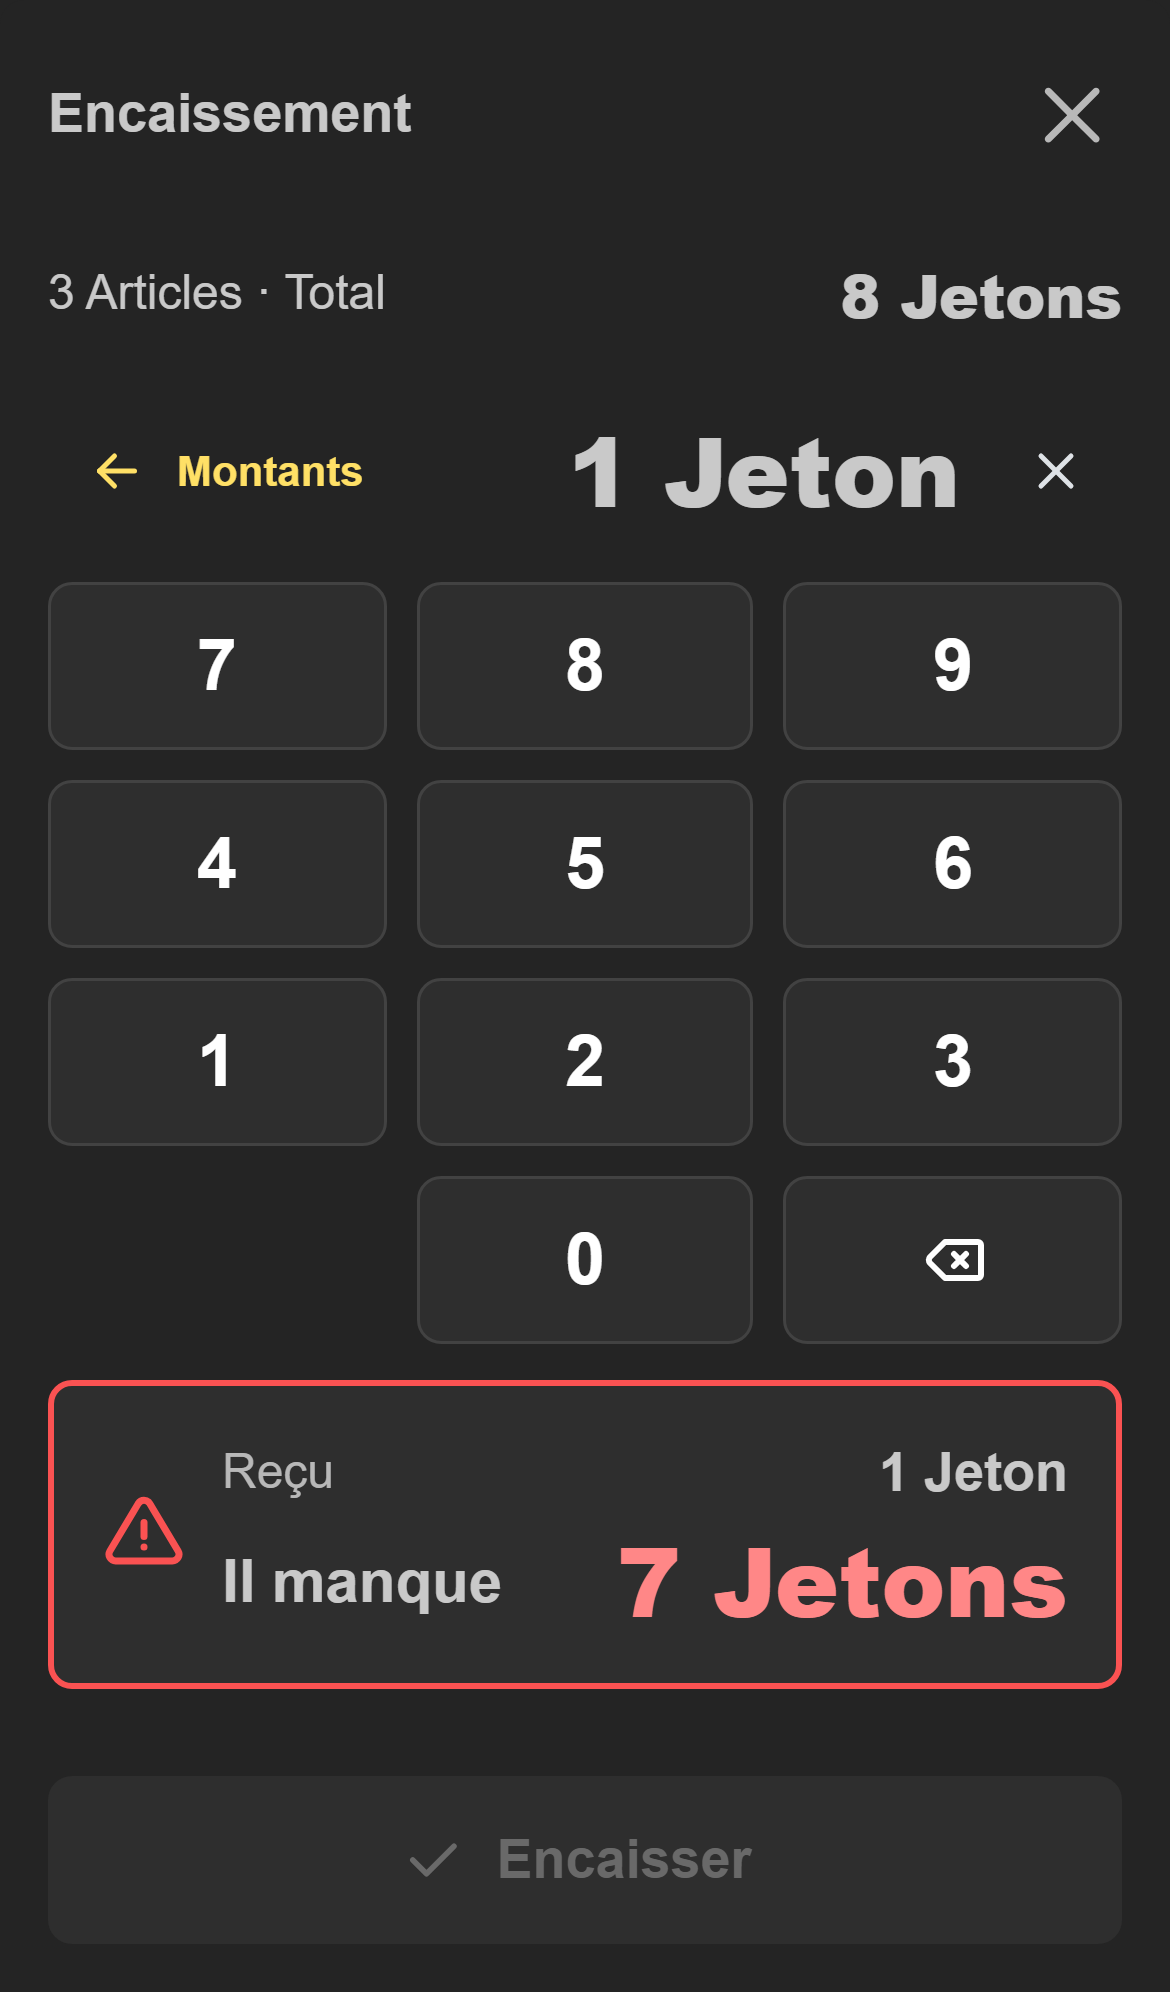 Encaissement
3 Articles · Total
8 Jetons
Montants
1 Jeton
7 8 9
4 5 6
1 2 3
0
Reçu
1 Jeton
Il manque
7 Jetons
Encaisser